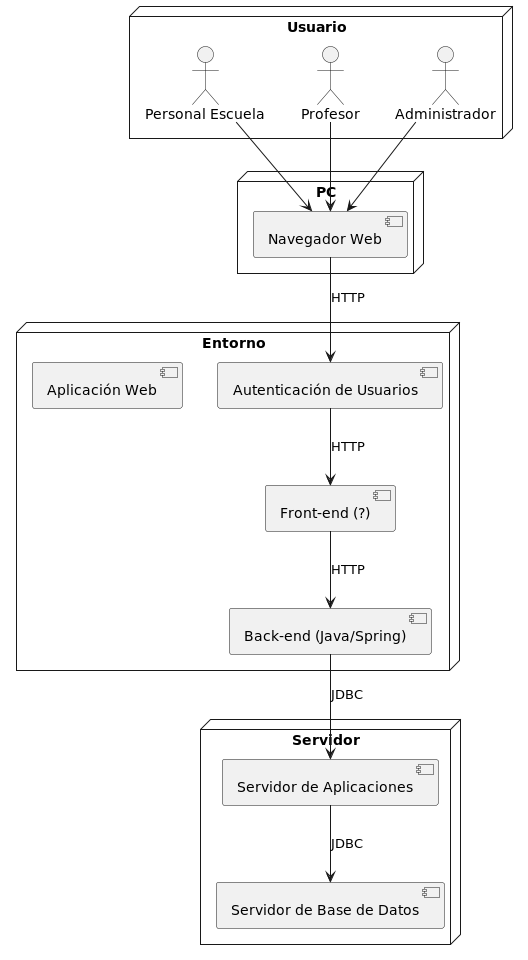 Usuario
Personal Escuela
Profesor
Administrador
PC
Navegador Web
HTTP
Entorno
Aplicación Web
Autenticación de Usuarios
HTTP
Front-end (?)
HTTP
Back-end (Java/Spring)
JDBC
Servidor
Servidor de Aplicaciones
JDBC
Servidor de Base de Datos